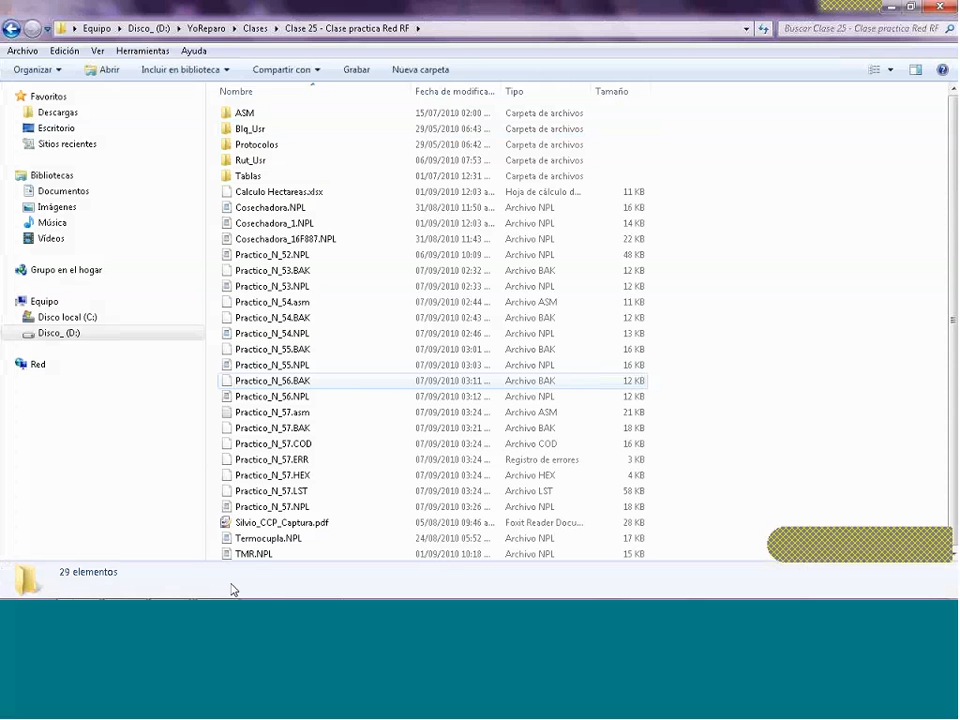 Equipo ▸ Disco_ (D:) ▸ YoReparo ▸ Clases ▸ Clase 25 - Clase practica Red RF ▸ Buscar Clase 25 - Clase practica Red RF
Archivo Edición Ver Herramientas Ayuda
Organizar Abrir Incluir en biblioteca Compartir con Grabar Nueva carpeta
Favoritos
Descargas
Escritorio
Sitios recientes
Bibliotecas
Documentos
Imágenes
Música
Vídeos
Grupo en el hogar
Equipo
Disco local (C:)
Disco_ (D:)
Red
Nombre Fecha de modifica... Tipo Tamaño
ASM 15/07/2010 02:00 ... Carpeta de archivos
Blq_Usr 29/05/2010 06:43 ... Carpeta de archivos
Protocolos 29/05/2010 06:42 ... Carpeta de archivos
Rut_Usr 06/09/2010 07:53 ... Carpeta de archivos
Tablas 01/07/2010 12:31 ... Carpeta de archivos
Calculo Hectareas.xlsx 01/09/2010 12:03 a... Hoja de cálculo d... 11 KB
Cosechadora.NPL 31/08/2010 11:50 a... Archivo NPL 16 KB
Cosechadora_1.NPL 01/09/2010 12:03 a... Archivo NPL 14 KB
Cosechadora_16F887.NPL 31/08/2010 11:43 ... Archivo NPL 22 KB
Practico_N_52.NPL 06/09/2010 10:09 ... Archivo NPL 48 KB
Practico_N_53.BAK 07/09/2010 02:32 ... Archivo BAK 12 KB
Practico_N_53.NPL 07/09/2010 02:33 ... Archivo NPL 12 KB
Practico_N_54.asm 07/09/2010 02:44 ... Archivo ASM 11 KB
Practico_N_54.BAK 07/09/2010 02:43 ... Archivo BAK 12 KB
Practico_N_54.NPL 07/09/2010 02:46 ... Archivo NPL 13 KB
Practico_N_55.BAK 07/09/2010 03:01 ... Archivo BAK 16 KB
Practico_N_55.NPL 07/09/2010 03:03 ... Archivo NPL 16 KB
Practico_N_56.BAK 07/09/2010 03:11 ... Archivo BAK 12 KB
Practico_N_56.NPL 07/09/2010 03:12 ... Archivo NPL 12 KB
Practico_N_57.asm 07/09/2010 03:24 ... Archivo ASM 21 KB
Practico_N_57.BAK 07/09/2010 03:21 ... Archivo BAK 18 KB
Practico_N_57.COD 07/09/2010 03:24 ... Archivo COD 16 KB
Practico_N_57.ERR 07/09/2010 03:24 ... Registro de errores 3 KB
Practico_N_57.HEX 07/09/2010 03:24 ... Archivo HEX 4 KB
Practico_N_57.LST 07/09/2010 03:24 ... Archivo LST 58 KB
Practico_N_57.NPL 07/09/2010 03:26 ... Archivo NPL 18 KB
Silvio_CCP_Captura.pdf 05/08/2010 09:46 a... Foxit Reader Docu... 28 KB
Termocupla.NPL 24/08/2010 05:52 ... Archivo NPL 17 KB
TMR.NPL 01/09/2010 10:18 ... Archivo NPL 15 KB
29 elementos